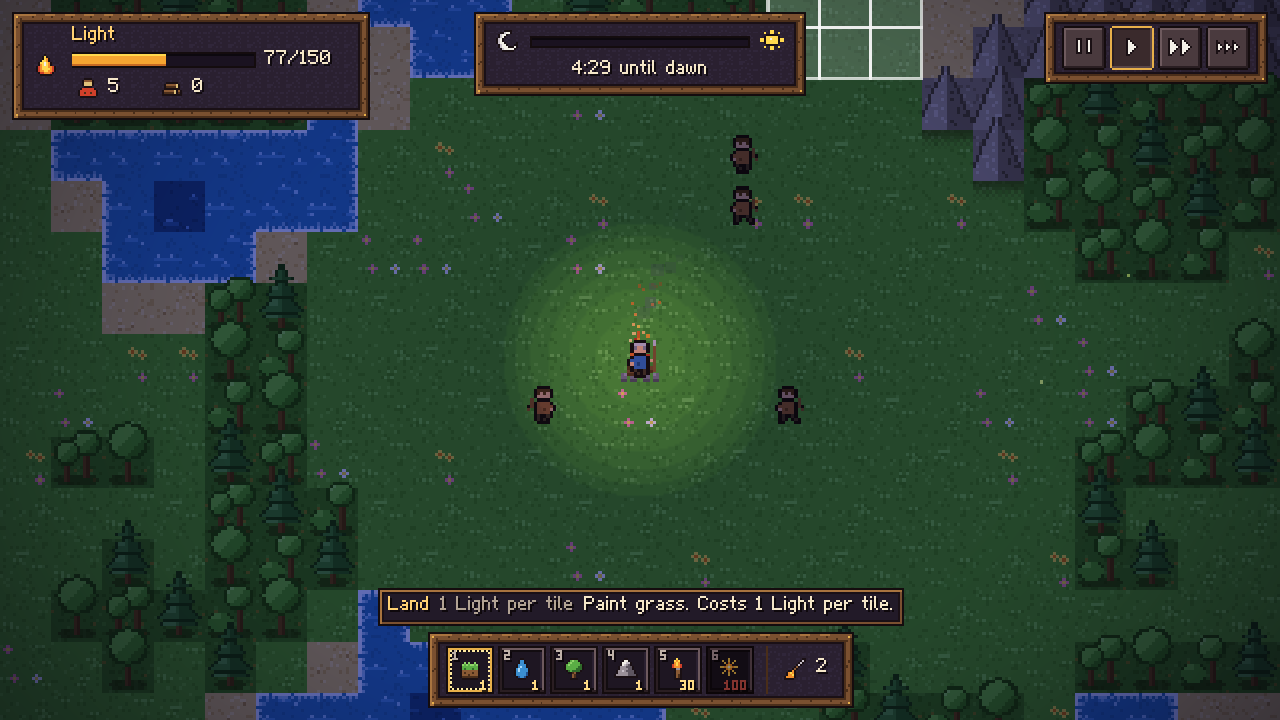 Light
77/150
5 0
4:29 until dawn
Land 1 Light per tile Paint grass. Costs 1 Light per tile.
1 2 3 4 5 6
1 1 1 1 30 100
2